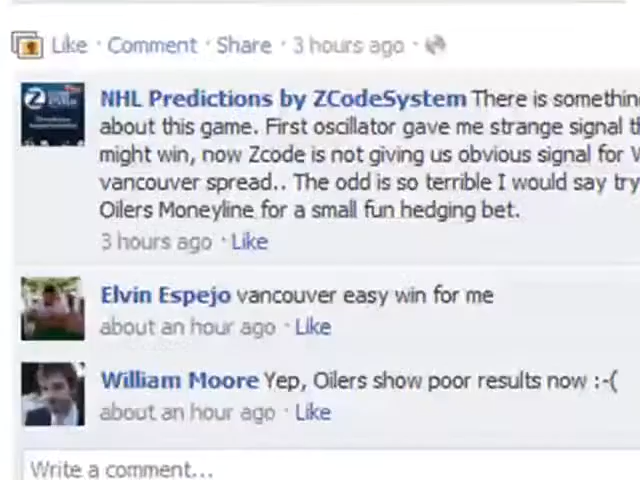 Like · Comment · Share · 3 hours ago ·
NHL Predictions by ZCodeSystem There is
about this game. First oscillator gave me strange signal
might win, now Zcode is not giving us obvious signal for
vancouver spread.. The odd is so terrible I would say try
Oilers Moneyline for a small fun hedging bet.
3 hours ago · Like
Elvin Espejo vancouver easy win for me
about an hour ago · Like
William Moore Yep, Oilers show poor results now :-(
about an hour ago · Like
Write a comment...